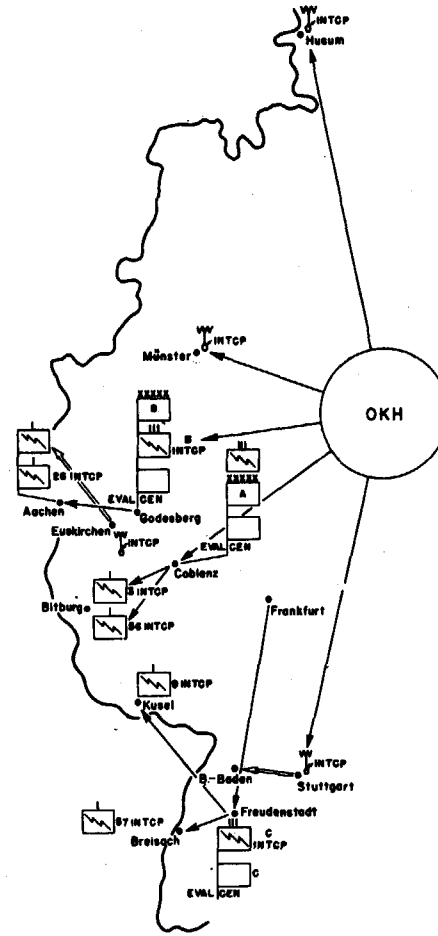 INTCP
Husum
INTCP
Münster
OKH
XXXXX
B
III
B
INTCP
XXXXX
A
I
I
26 INTCP
Aachen
EVAL CEN
Godesberg
Euskirchen
INTCP
EVAL CEN
Coblenz
I
3 INTCP
Bitburg
I
56 INTCP
Frankfurt
I
INTCP
Kusel
B.-Baden
INTCP
Stuttgart
Freudenstadt
III
I
57 INTCP
Breisach
C
INTCP
C
EVAL CEN